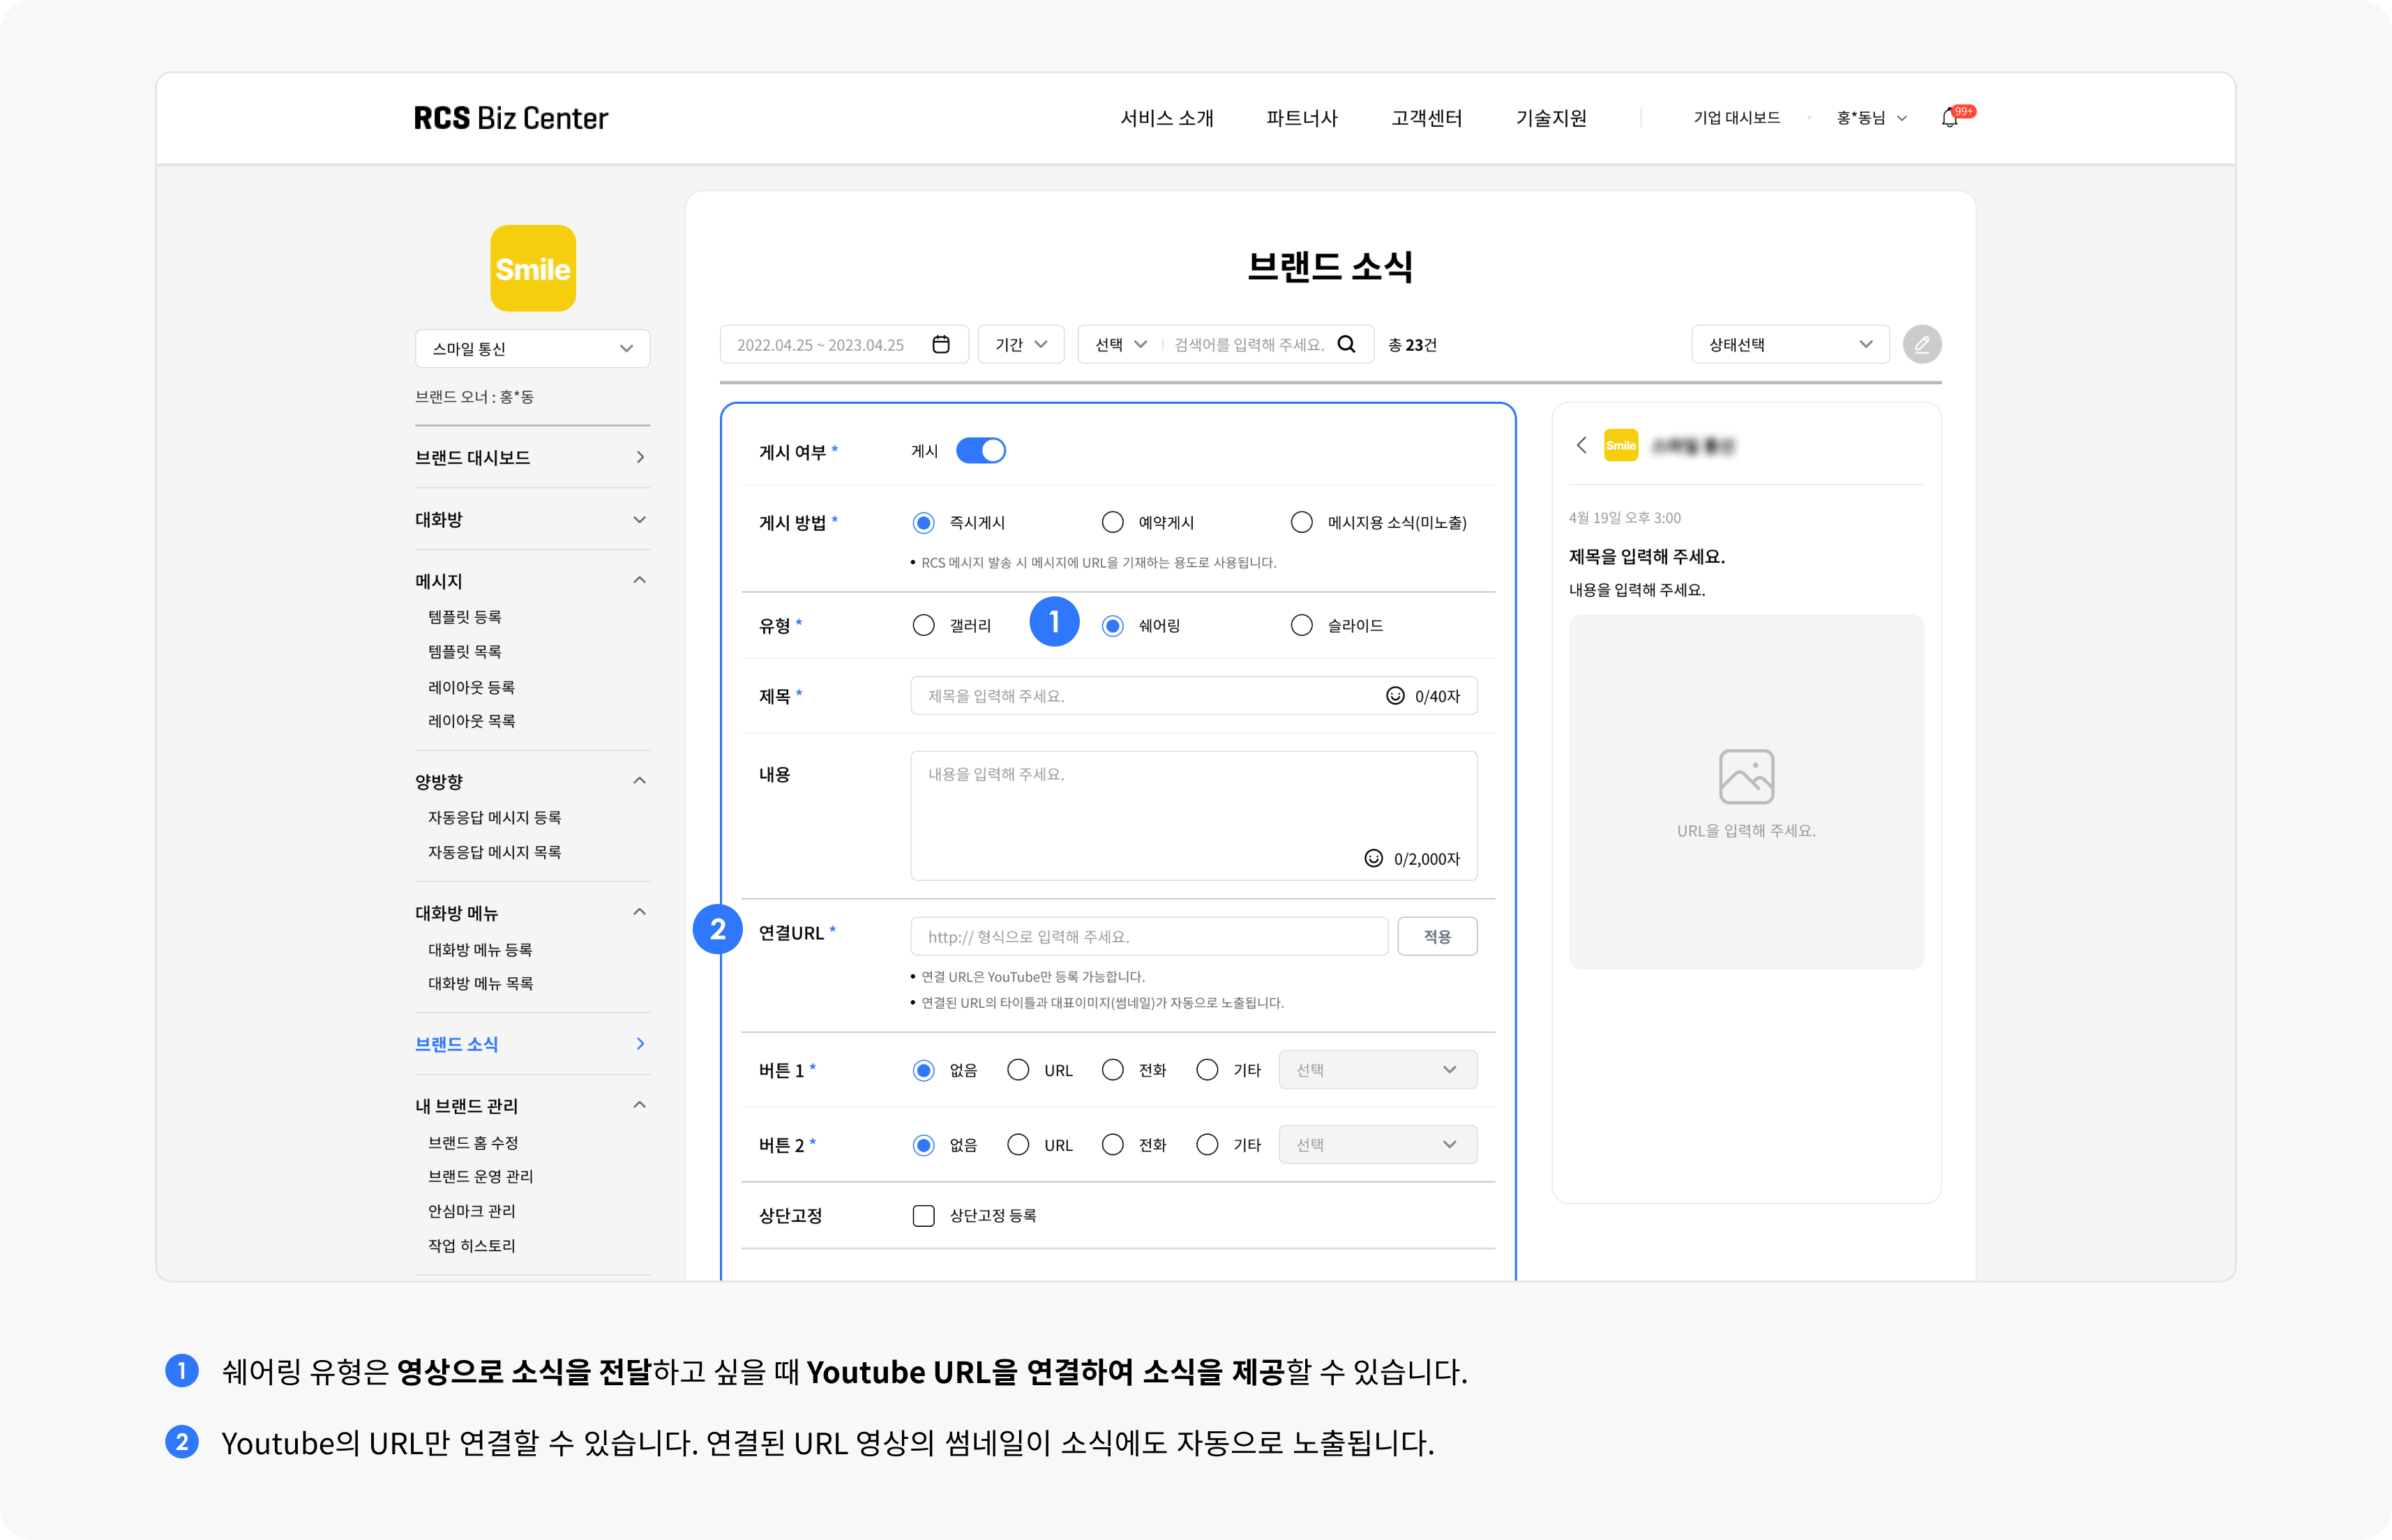 RCS Biz Center
서비스 소개 파트너사 고객센터 기술지원 기업 대시보드 홍*동님 99+
Smile
스마일 통신
브랜드 오너 : 홍*동
브랜드 대시보드
대화방
메시지
템플릿 등록
템플릿 목록
레이아웃 등록
레이아웃 목록
양방향
자동응답 메시지 등록
자동응답 메시지 목록
대화방 메뉴
대화방 메뉴 등록
대화방 메뉴 목록
브랜드 소식
내 브랜드 관리
브랜드 홈 수정
브랜드 운영 관리
안심마크 관리
작업 히스토리
브랜드 소식
2022.04.25 ~ 2023.04.25 기간 선택 검색어를 입력해 주세요. 총 23건 상태선택
게시 여부 * 게시
게시 방법 * 즉시게시 예약게시 메시지용 소식(미노출)
• RCS 메시지 발송 시 메시지에 URL을 기재하는 용도로 사용됩니다.
유형 * 갤러리 1 쉐어링 슬라이드
제목 * 제목을 입력해 주세요. 0/40자
내용 내용을 입력해 주세요.
0/2,000자
2 연결URL * http:// 형식으로 입력해 주세요. 적용
• 연결 URL은 YouTube만 등록 가능합니다.
• 연결된 URL의 타이틀과 대표이미지(썸네일)가 자동으로 노출됩니다.
버튼 1 * 없음 URL 전화 기타 선택
버튼 2 * 없음 URL 전화 기타 선택
상단고정 상단고정 등록
Smile
4월 19일 오후 3:00
제목을 입력해 주세요.
내용을 입력해 주세요.
URL을 입력해 주세요.
1 쉐어링 유형은 영상으로 소식을 전달하고 싶을 때 Youtube URL을 연결하여 소식을 제공할 수 있습니다.
2 Youtube의 URL만 연결할 수 있습니다. 연결된 URL 영상의 썸네일이 소식에도 자동으로 노출됩니다.